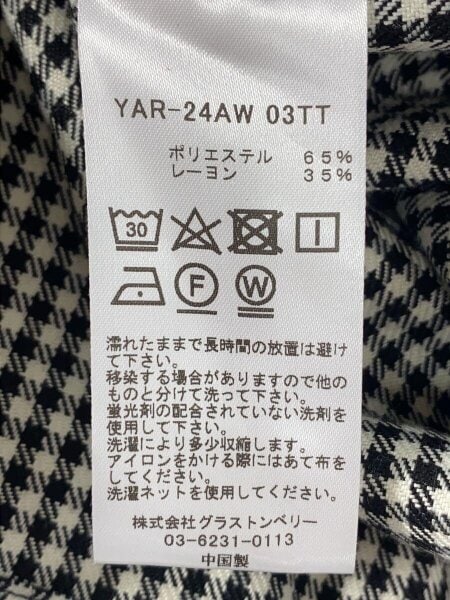 YAR-24AW 03TT
ポリエステル 65%
レーヨン 35%
30
F
W
濡れたままで長時間の放置は避け
て下さい。
移染する場合がありますので他の
ものと分けて洗って下さい。
蛍光剤の配合されていない洗剤を
使用して下さい。
洗濯により多少収縮します。
アイロンをかける際にはあて布を
して下さい。
洗濯ネットを使用して下さい。
株式会社グラストンベリー
03-6231-0113
中国製